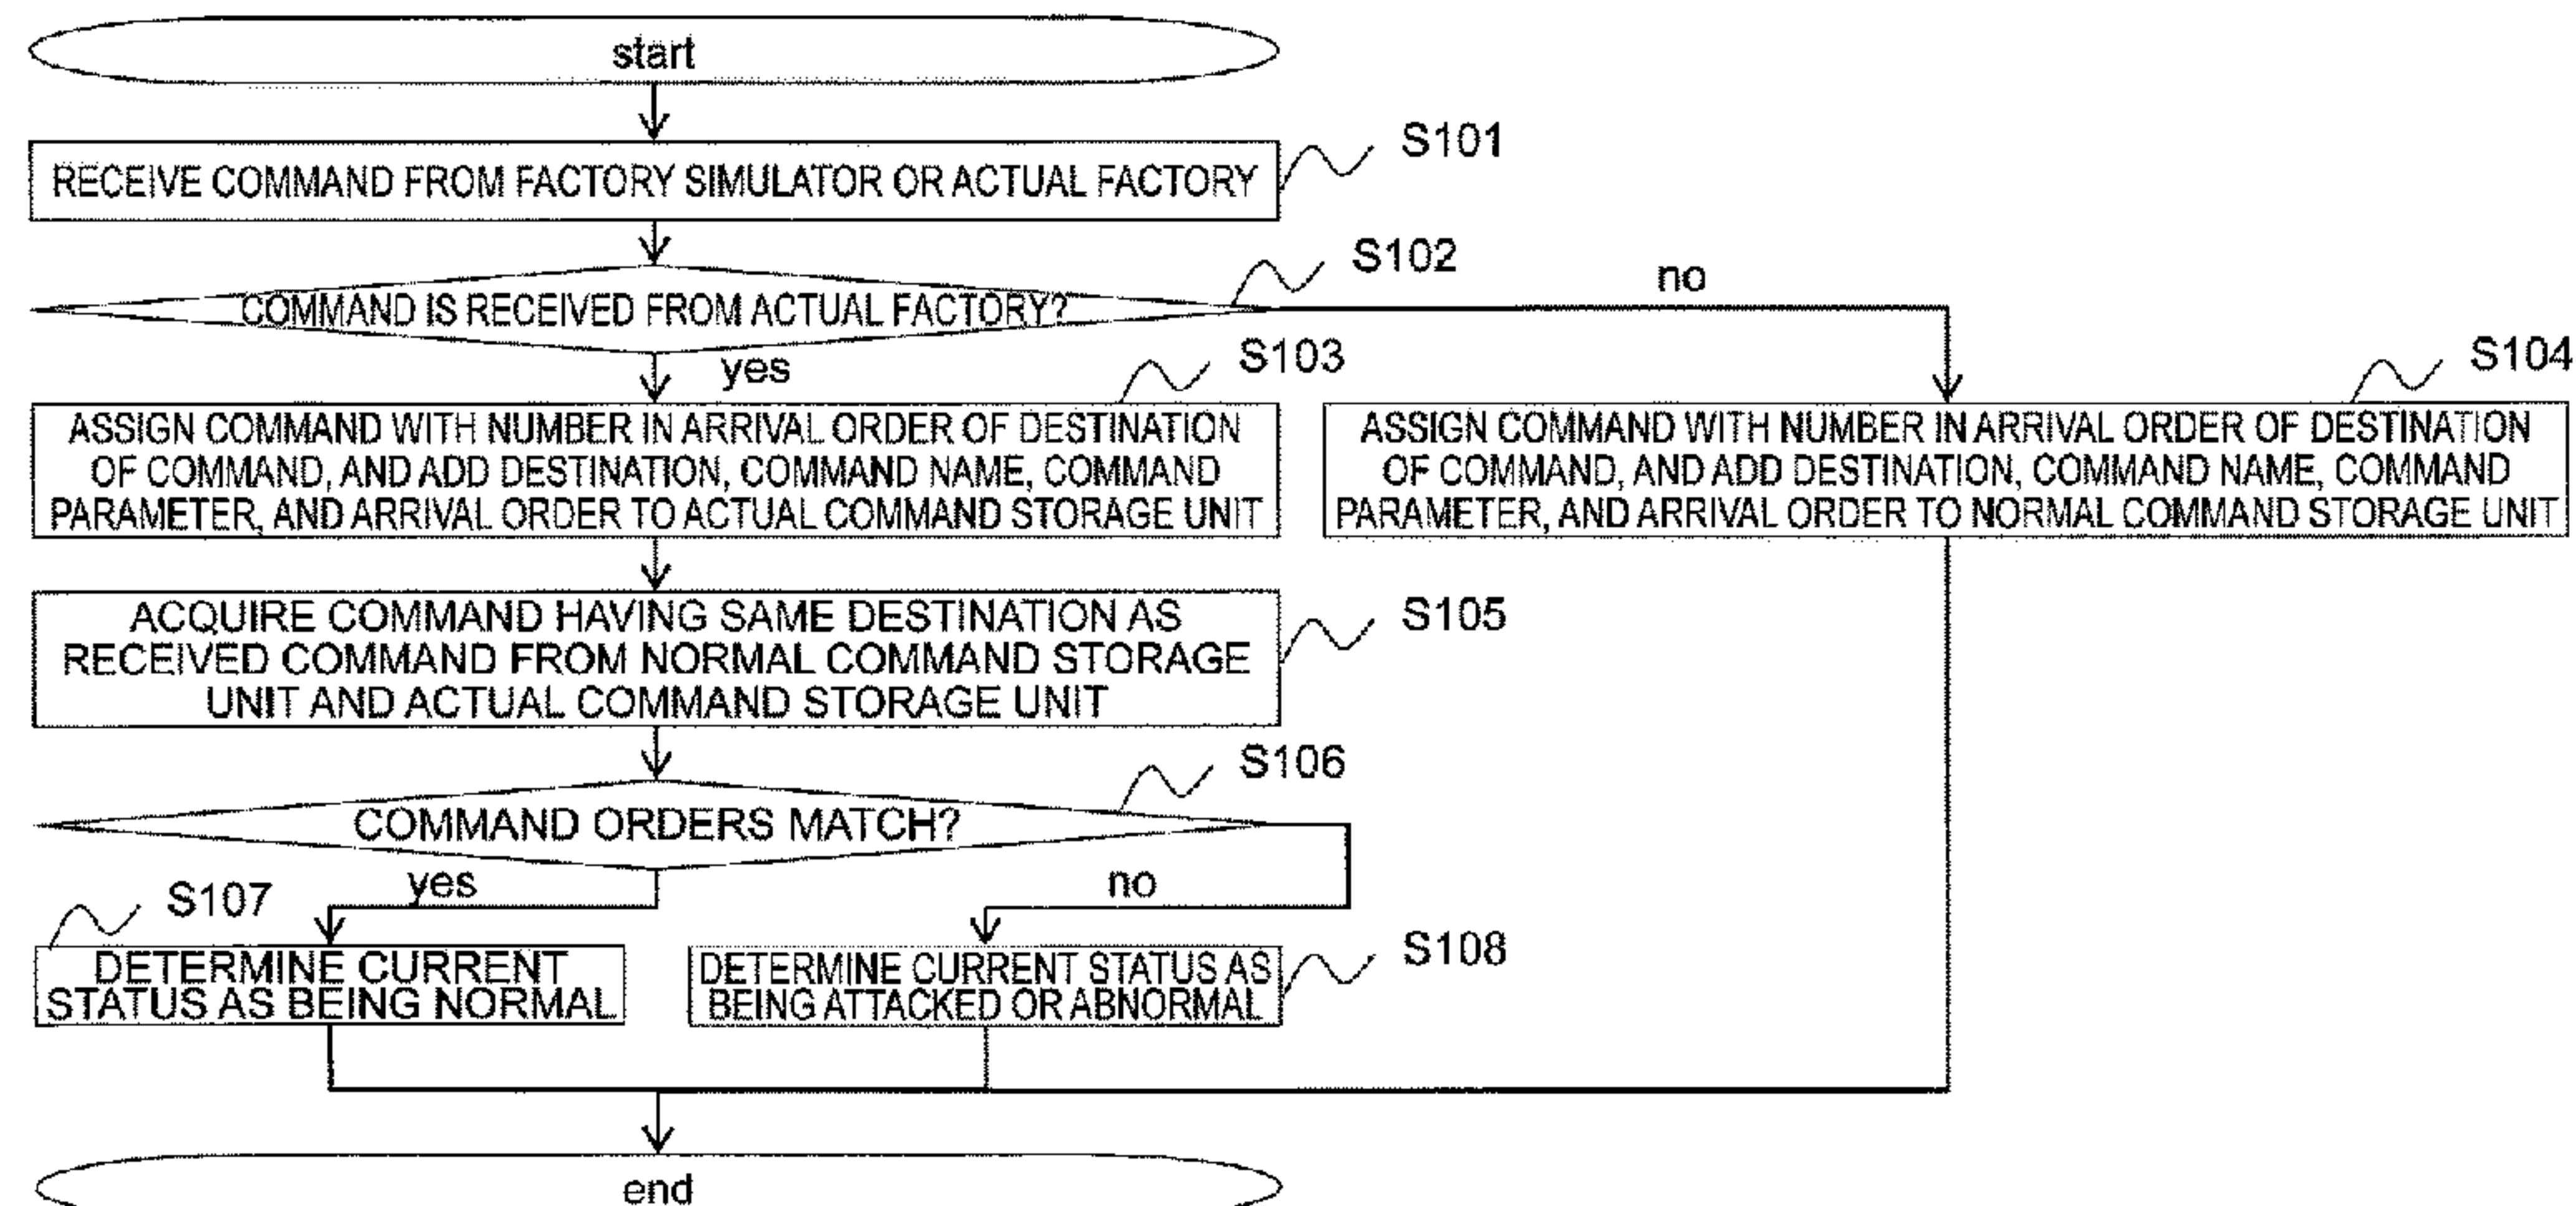 start
S101
RECEIVE COMMAND FROM FACTORY SIMULATOR OR ACTUAL FACTORY
S102
COMMAND IS RECEIVED FROM ACTUAL FACTORY?
no
yes
S103
ASSIGN COMMAND WITH NUMBER IN ARRIVAL ORDER OF DESTINATION
OF COMMAND, AND ADD DESTINATION, COMMAND NAME, COMMAND
PARAMETER, AND ARRIVAL ORDER TO ACTUAL COMMAND STORAGE UNIT
S104
ASSIGN COMMAND WITH NUMBER IN ARRIVAL ORDER OF DESTINATION
OF COMMAND, AND ADD DESTINATION, COMMAND NAME, COMMAND
PARAMETER, AND ARRIVAL ORDER TO NORMAL COMMAND STORAGE UNIT
S105
ACQUIRE COMMAND HAVING SAME DESTINATION AS
RECEIVED COMMAND FROM NORMAL COMMAND STORAGE
UNIT AND ACTUAL COMMAND STORAGE UNIT
S106
COMMAND ORDERS MATCH?
yes
no
S107
DETERMINE CURRENT
STATUS AS BEING NORMAL
S108
DETERMINE CURRENT STATUS AS
BEING ATTACKED OR ABNORMAL
end